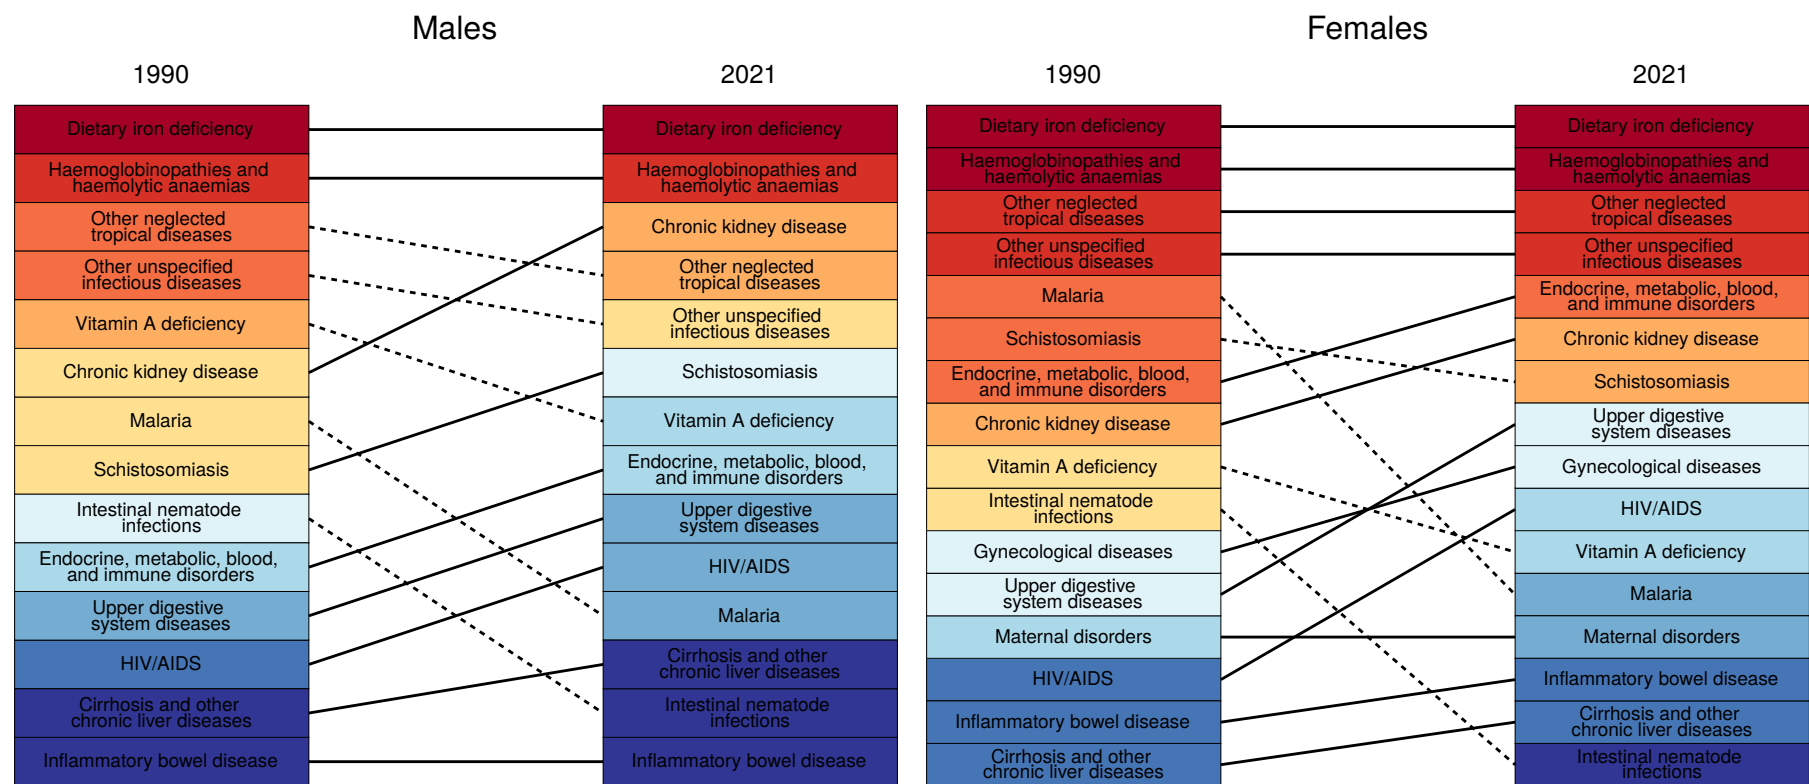 Males
1990
2021
Dietary iron deficiency
Haemoglobinopathies and
haemolytic anaemias
Other neglected
tropical diseases
Other unspecified
infectious diseases
Vitamin A deficiency
Chronic kidney disease
Malaria
Schistosomiasis
Intestinal nematode
infections
Endocrine, metabolic, blood,
and immune disorders
Upper digestive
system diseases
HIV/AIDS
Cirrhosis and other
chronic liver diseases
Inflammatory bowel disease
Dietary iron deficiency
Haemoglobinopathies and
haemolytic anaemias
Chronic kidney disease
Other neglected
tropical diseases
Other unspecified
infectious diseases
Schistosomiasis
Vitamin A deficiency
Endocrine, metabolic, blood,
and immune disorders
Upper digestive
system diseases
HIV/AIDS
Malaria
Cirrhosis and other
chronic liver diseases
Intestinal nematode
infections
Inflammatory bowel disease
Females
1990
2021
Dietary iron deficiency
Haemoglobinopathies and
haemolytic anaemias
Other neglected
tropical diseases
Other unspecified
infectious diseases
Malaria
Schistosomiasis
Endocrine, metabolic, blood,
and immune disorders
Chronic kidney disease
Vitamin A deficiency
Intestinal nematode
infections
Gynecological diseases
Upper digestive
system diseases
Maternal disorders
HIV/AIDS
Inflammatory bowel disease
Cirrhosis and other
chronic liver diseases
Dietary iron deficiency
Haemoglobinopathies and
haemolytic anaemias
Other neglected
tropical diseases
Other unspecified
infectious diseases
Endocrine, metabolic, blood,
and immune disorders
Chronic kidney disease
Schistosomiasis
Upper digestive
system diseases
Gynecological diseases
HIV/AIDS
Vitamin A deficiency
Malaria
Maternal disorders
Inflammatory bowel disease
Cirrhosis and other
chronic liver diseases
Intestinal nematode
infections